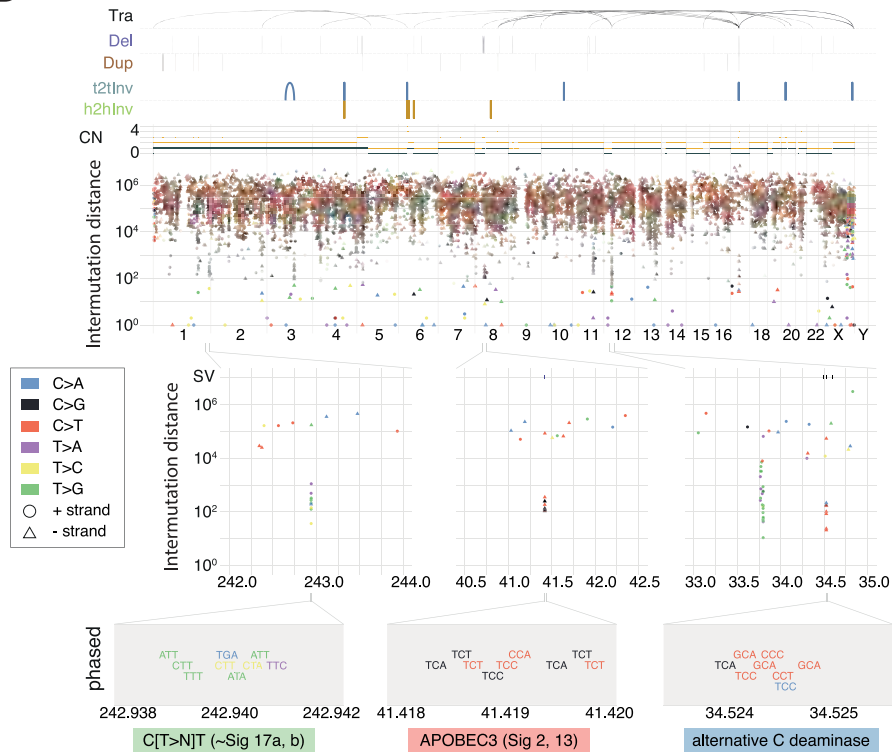 Tra
Del
Dup
t2tInv
h2hInv
CN
4
0
Intermutation distance
10⁶
10⁴
10²
10⁰
1 2 3 4 5 6 7 8 9 10 11 12 13 14 15 16 18 20 22 X Y
C>A
C>G
C>T
T>A
T>C
T>G
+ strand
- strand
SV
Intermutation distance
10⁶
10⁴
10²
10⁰
242.0 243.0 244.0
40.5 41.0 41.5 42.0 42.5
33.0 33.5 34.0 34.5 35.0
phased
ATT TGA ATT
CTT CTT CTA TTC
TTT ATA
242.938 242.940 242.942
C[T>N]T (~Sig 17a, b)
TCT CCA TCT
TCA TCT TCC TCA TCT
TCC
41.418 41.419 41.420
APOBEC3 (Sig 2, 13)
GCA CCC
TCA GCA GCA
TCC CCT
TCC
34.524 34.525
alternative C deaminase